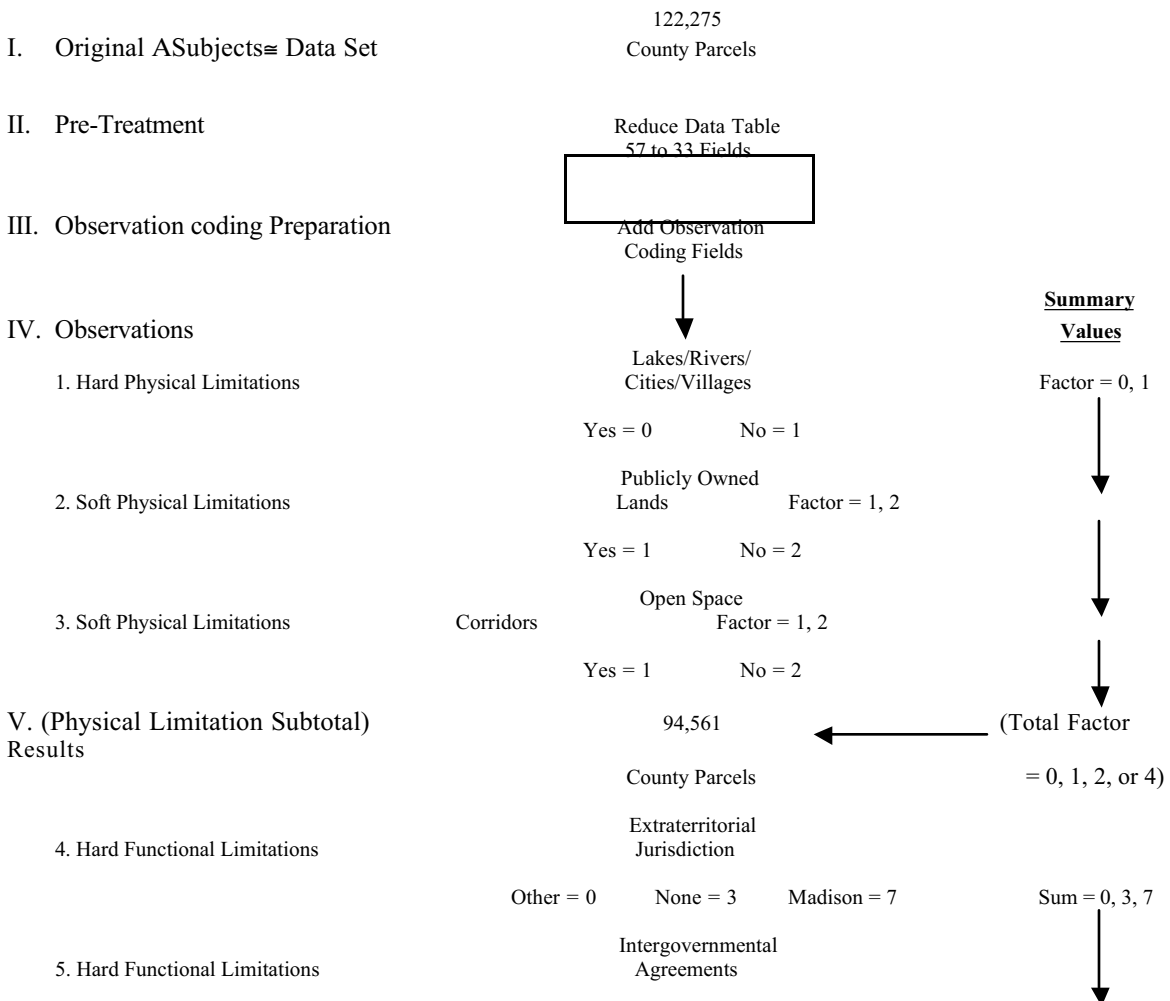 122,275
I. Original ASubjects≅ Data Set County Parcels
II. Pre-Treatment Reduce Data Table
57 to 33 Fields
III. Observation coding Preparation Add Observation
Coding Fields
Summary
IV. Observations Values
Lakes/Rivers/
1. Hard Physical Limitations Cities/Villages Factor = 0, 1
Yes = 0 No = 1
Publicly Owned
2. Soft Physical Limitations Lands Factor = 1, 2
Yes = 1 No = 2
Open Space
3. Soft Physical Limitations Corridors Factor = 1, 2
Yes = 1 No = 2
V. (Physical Limitation Subtotal) 94,561 (Total Factor
Results
County Parcels = 0, 1, 2, or 4)
Extraterritorial
4. Hard Functional Limitations Jurisdiction
Other = 0 None = 3 Madison = 7 Sum = 0, 3, 7
Intergovernmental
5. Hard Functional Limitations Agreements